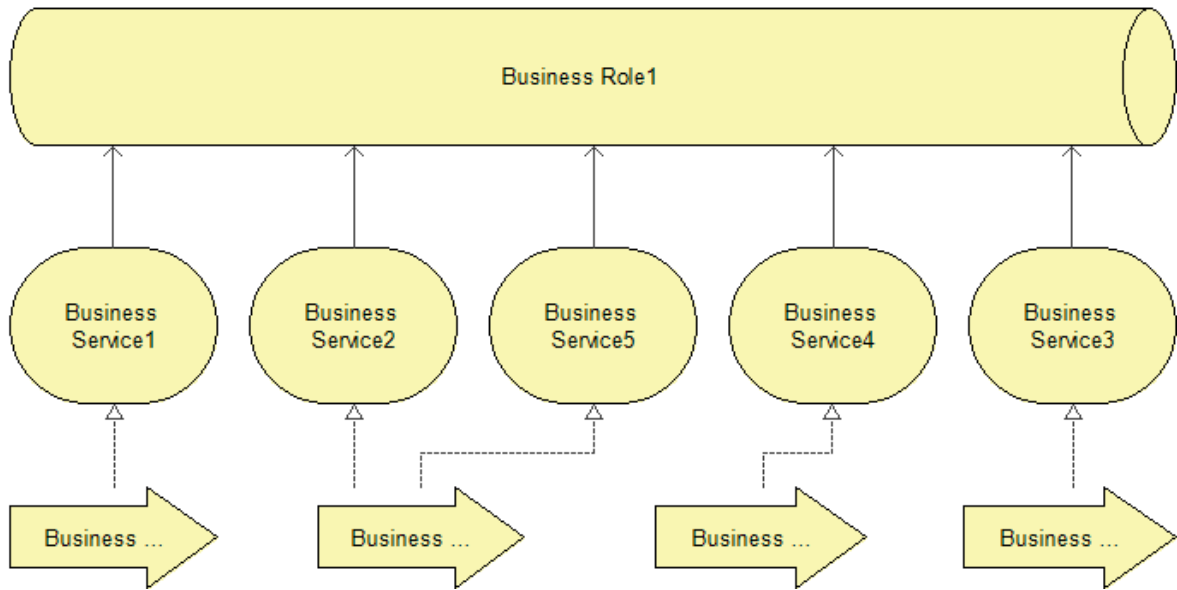 Business Role1
Business
Service1
Business
Service2
Business
Service5
Business
Service4
Business
Service3
Business ...
Business ...
Business ...
Business ...